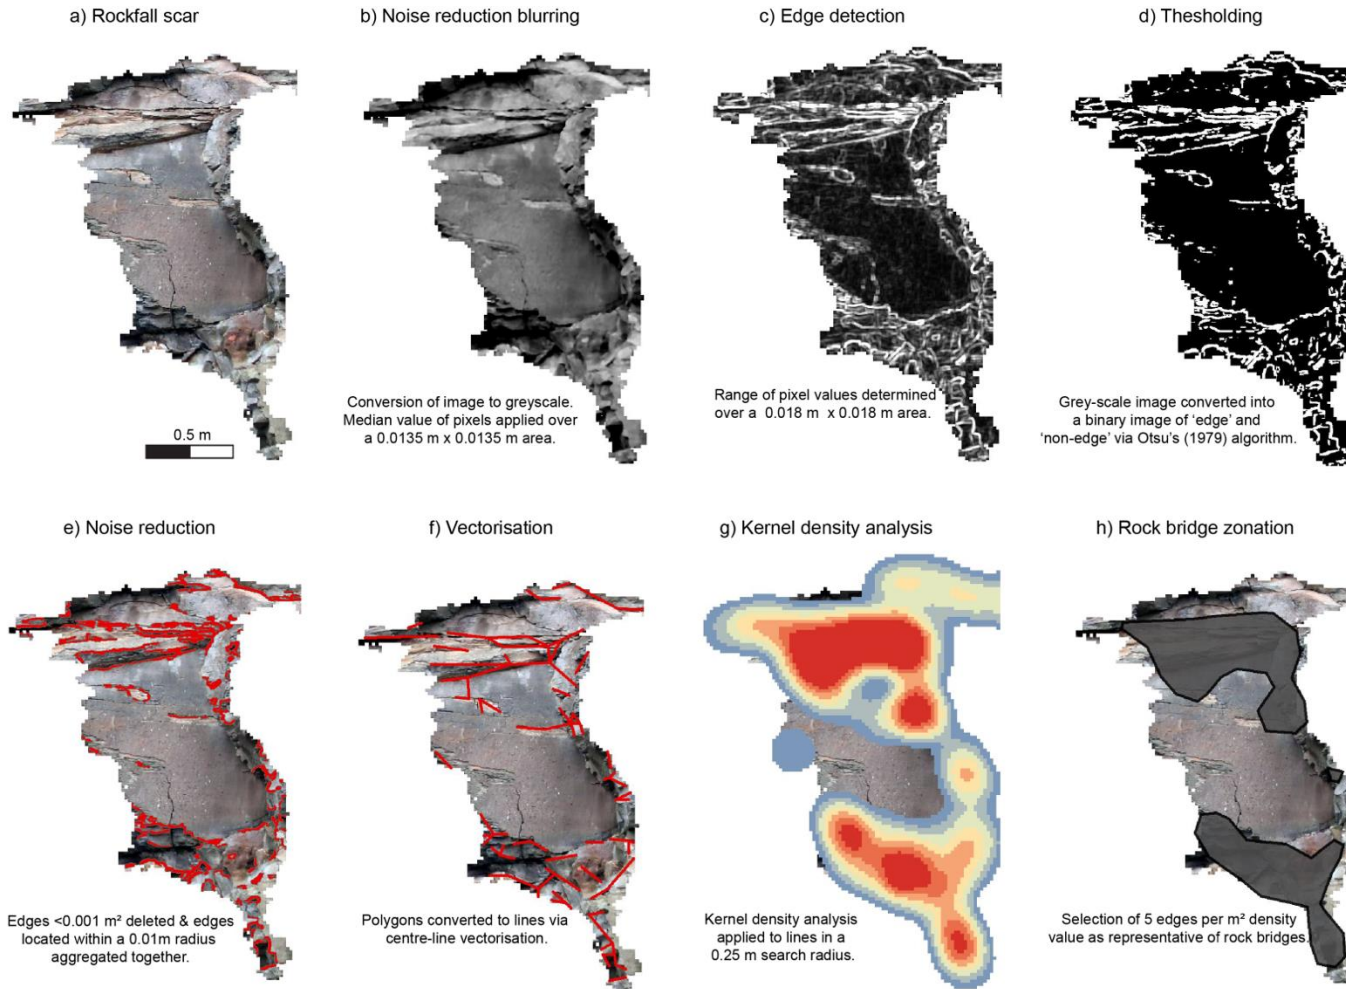 a) Rockfall scar
b) Noise reduction blurring
c) Edge detection
d) Thesholding
0.5 m
Conversion of image to greyscale.
Median value of pixels applied over
a 0.0135 m x 0.0135 m area.
Range of pixel values determined
over a 0.018 m x 0.018 m area.
Grey-scale image converted into
a binary image of ‘edge’ and
‘non-edge’ via Otsu’s (1979) algorithm.
e) Noise reduction
f) Vectorisation
g) Kernel density analysis
h) Rock bridge zonation
Edges <0.001 m² deleted & edges
located within a 0.01m radius
aggregated together.
Polygons converted to lines via
centre-line vectorisation.
Kernel density analysis
applied to lines in a
0.25 m search radius.
Selection of 5 edges per m² density
value as representative of rock bridges.